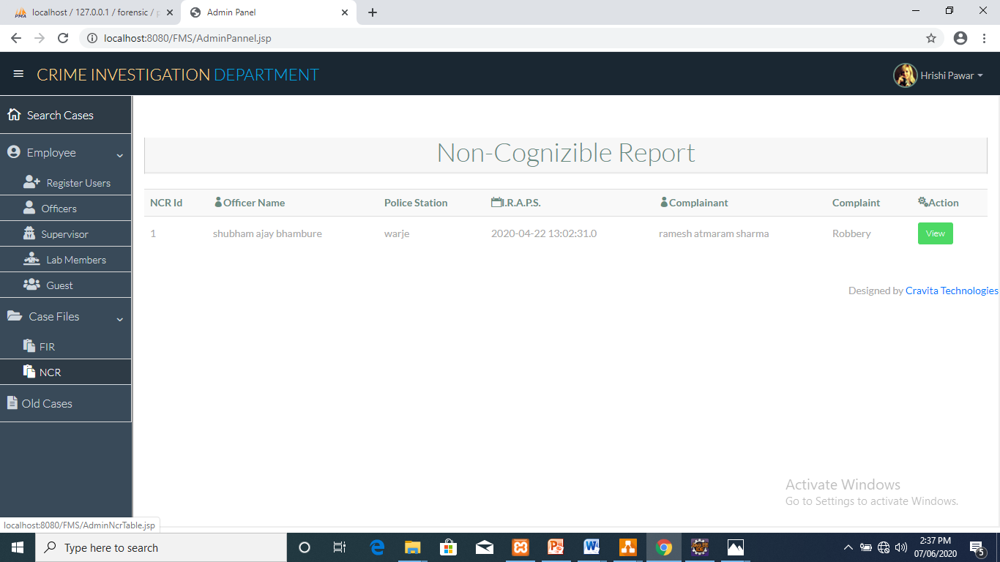 localhost / 127.0.0.1 / forensic / p
Admin Panel
localhost:8080/FMS/AdminPannel.jsp
CRIME INVESTIGATION DEPARTMENT
Hrishi Pawar
Search Cases
Employee
Register Users
Officers
Supervisor
Lab Members
Guest
Case Files
FIR
NCR
Old Cases
Non-Cognizible Report
NCR Id Officer Name Police Station I.R.A.P.S. Complainant Complaint Action
1 shubham ajay bhambure warje 2020-04-22 13:02:31.0 ramesh atmaram sharma Robbery View
Designed by Cravita Technologies
Activate Windows
Go to Settings to activate Windows.
localhost:8080/FMS/AdminNcrTable.jsp
Type here to search
2:37 PM
07/06/2020
5